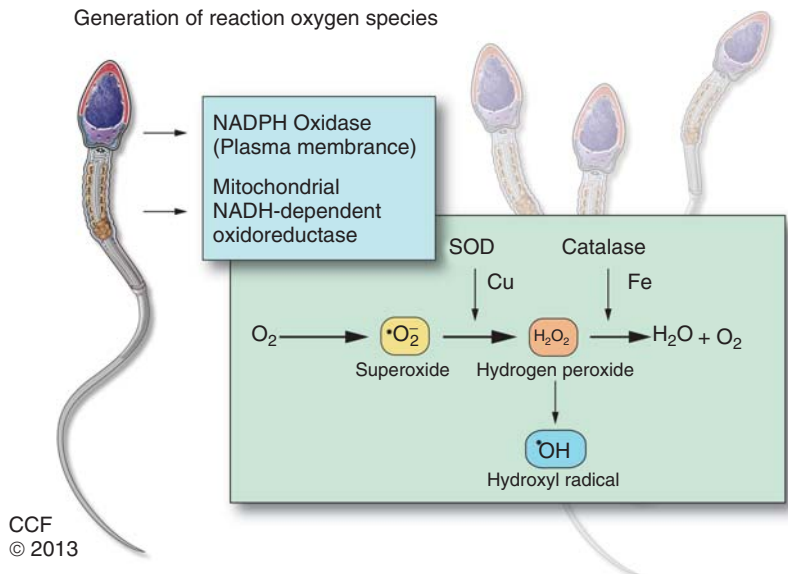 Generation of reaction oxygen species
NADPH Oxidase
(Plasma membrance)
Mitochondrial
NADH-dependent
oxidoreductase
SOD
Catalase
Cu
Fe
O₂
•O₂⁻
H₂O₂
H₂O + O₂
Superoxide
Hydrogen peroxide
•OH
Hydroxyl radical
CCF
© 2013